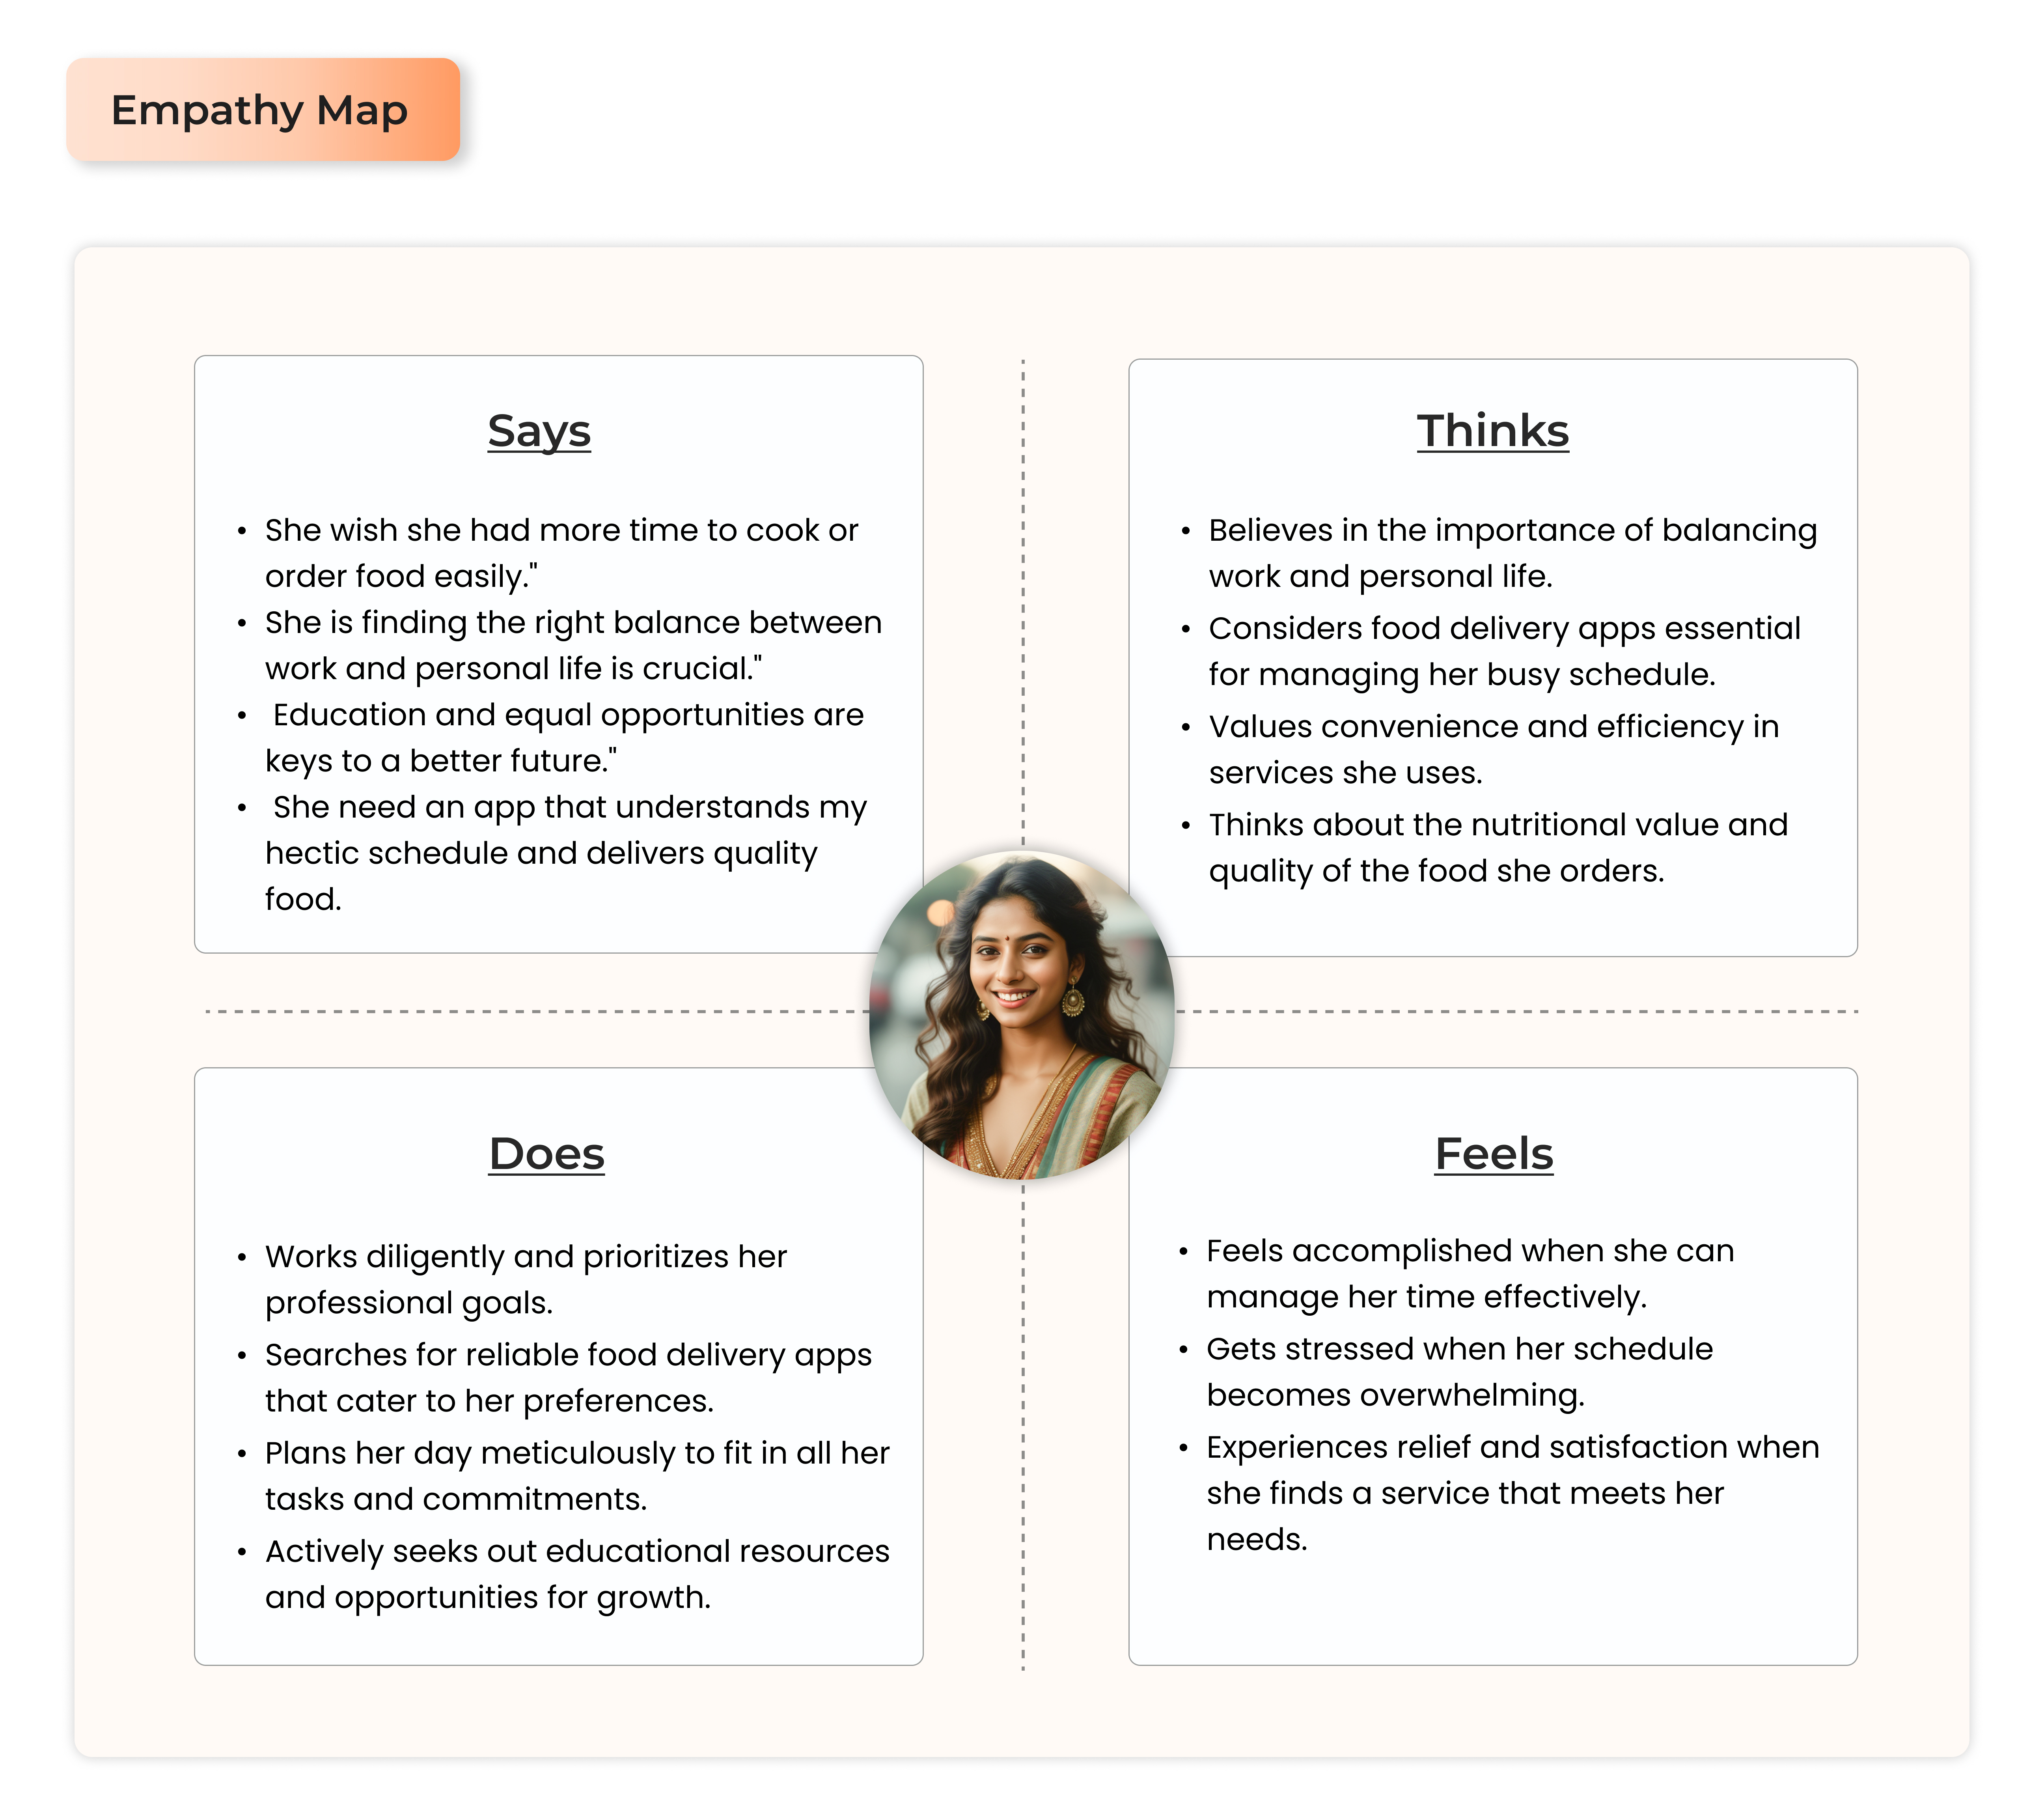 Empathy Map
Says
• She wish she had more time to cook or
order food easily."
• She is finding the right balance between
work and personal life is crucial."
• Education and equal opportunities are
keys to a better future."
• She need an app that understands my
hectic schedule and delivers quality
food.
Thinks
• Believes in the importance of balancing
work and personal life.
• Considers food delivery apps essential
for managing her busy schedule.
• Values convenience and efficiency in
services she uses.
• Thinks about the nutritional value and
quality of the food she orders.
Does
• Works diligently and prioritizes her
professional goals.
• Searches for reliable food delivery apps
that cater to her preferences.
• Plans her day meticulously to fit in all her
tasks and commitments.
• Actively seeks out educational resources
and opportunities for growth.
Feels
• Feels accomplished when she can
manage her time effectively.
• Gets stressed when her schedule
becomes overwhelming.
• Experiences relief and satisfaction when
she finds a service that meets her
needs.